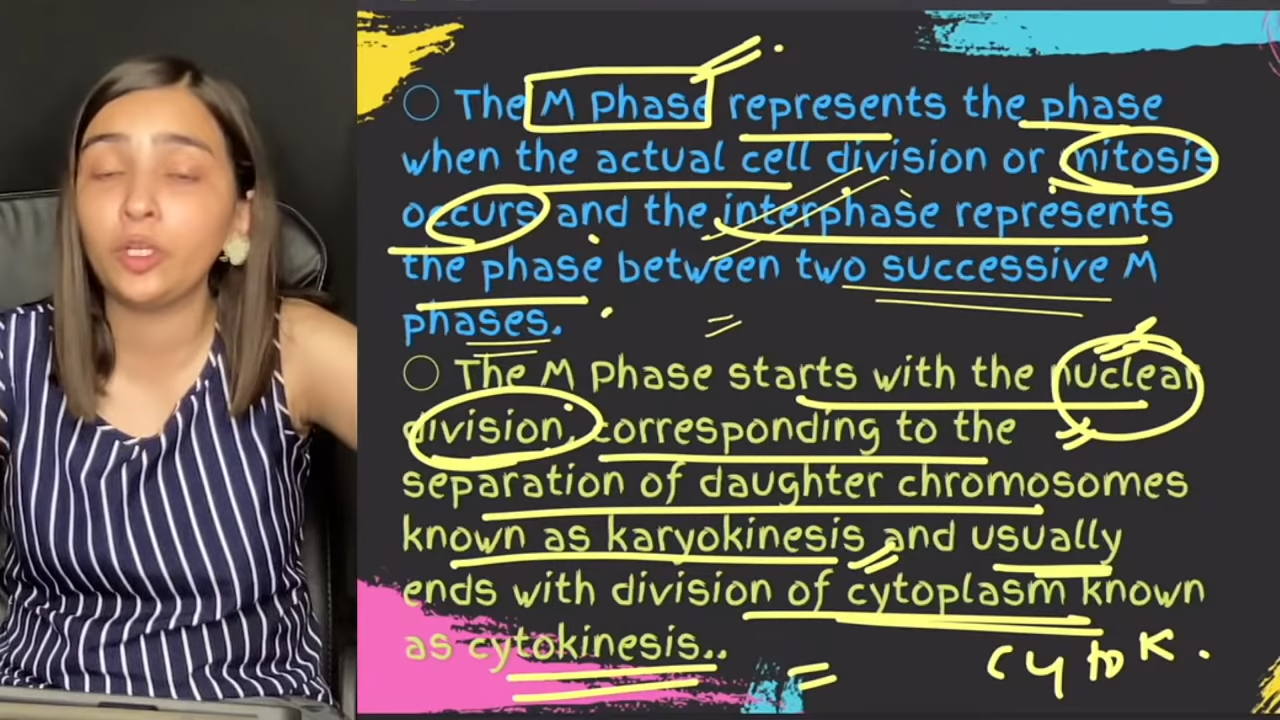 ○ The M Phase represents the phase
when the actual cell division or mitosis
occurs and the interphase represents
the phase between two successive M
phases.
○ The M Phase starts with the nuclear
division, corresponding to the
separation of daughter chromosomes
known as karyokinesis and usually
ends with division of cytoplasm known
as cytokinesis..
cytok.